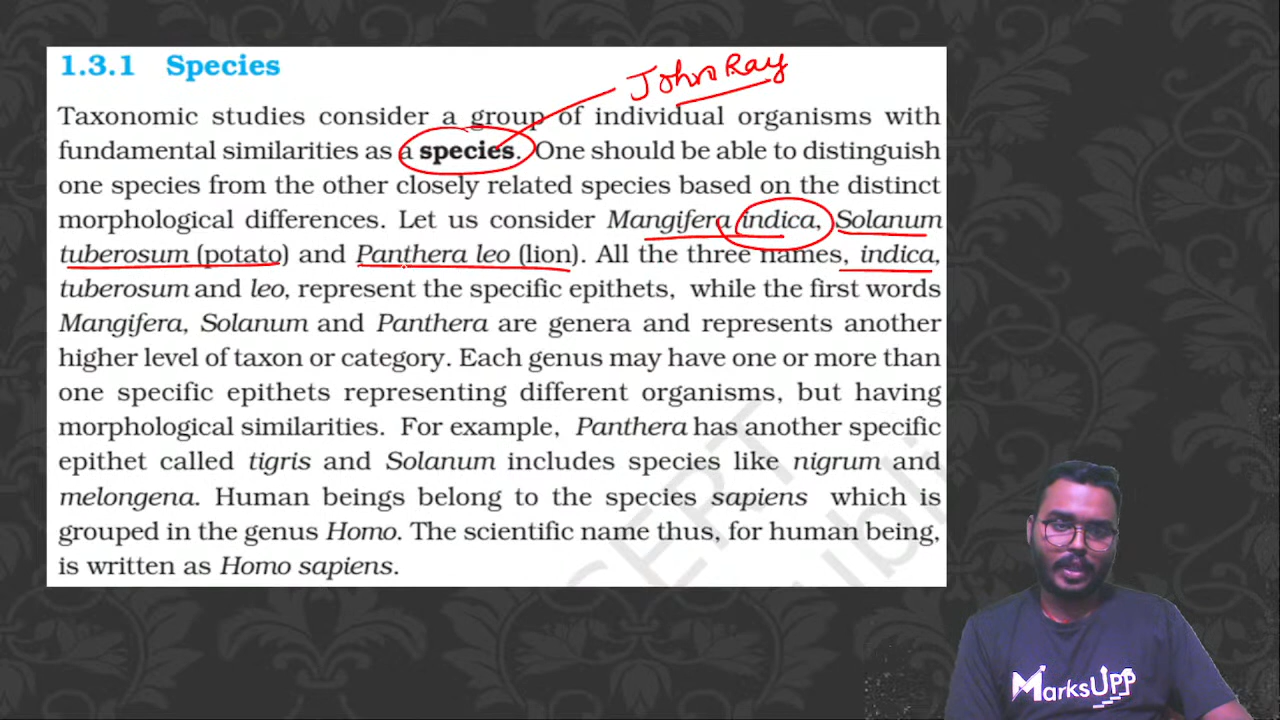 1.3.1 Species
John Ray
Taxonomic studies consider a group of individual organisms with
fundamental similarities as a species. One should be able to distinguish
one species from the other closely related species based on the distinct
morphological differences. Let us consider Mangifera indica, Solanum
tuberosum (potato) and Panthera leo (lion). All the three names, indica,
tuberosum and leo, represent the specific epithets, while the first words
Mangifera, Solanum and Panthera are genera and represents another
higher level of taxon or category. Each genus may have one or more than
one specific epithets representing different organisms, but having
morphological similarities. For example, Panthera has another specific
epithet called tigris and Solanum includes species like nigrum and
melongena. Human beings belong to the species sapiens which is
grouped in the genus Homo. The scientific name thus, for human being,
is written as Homo sapiens.
MarksUPP